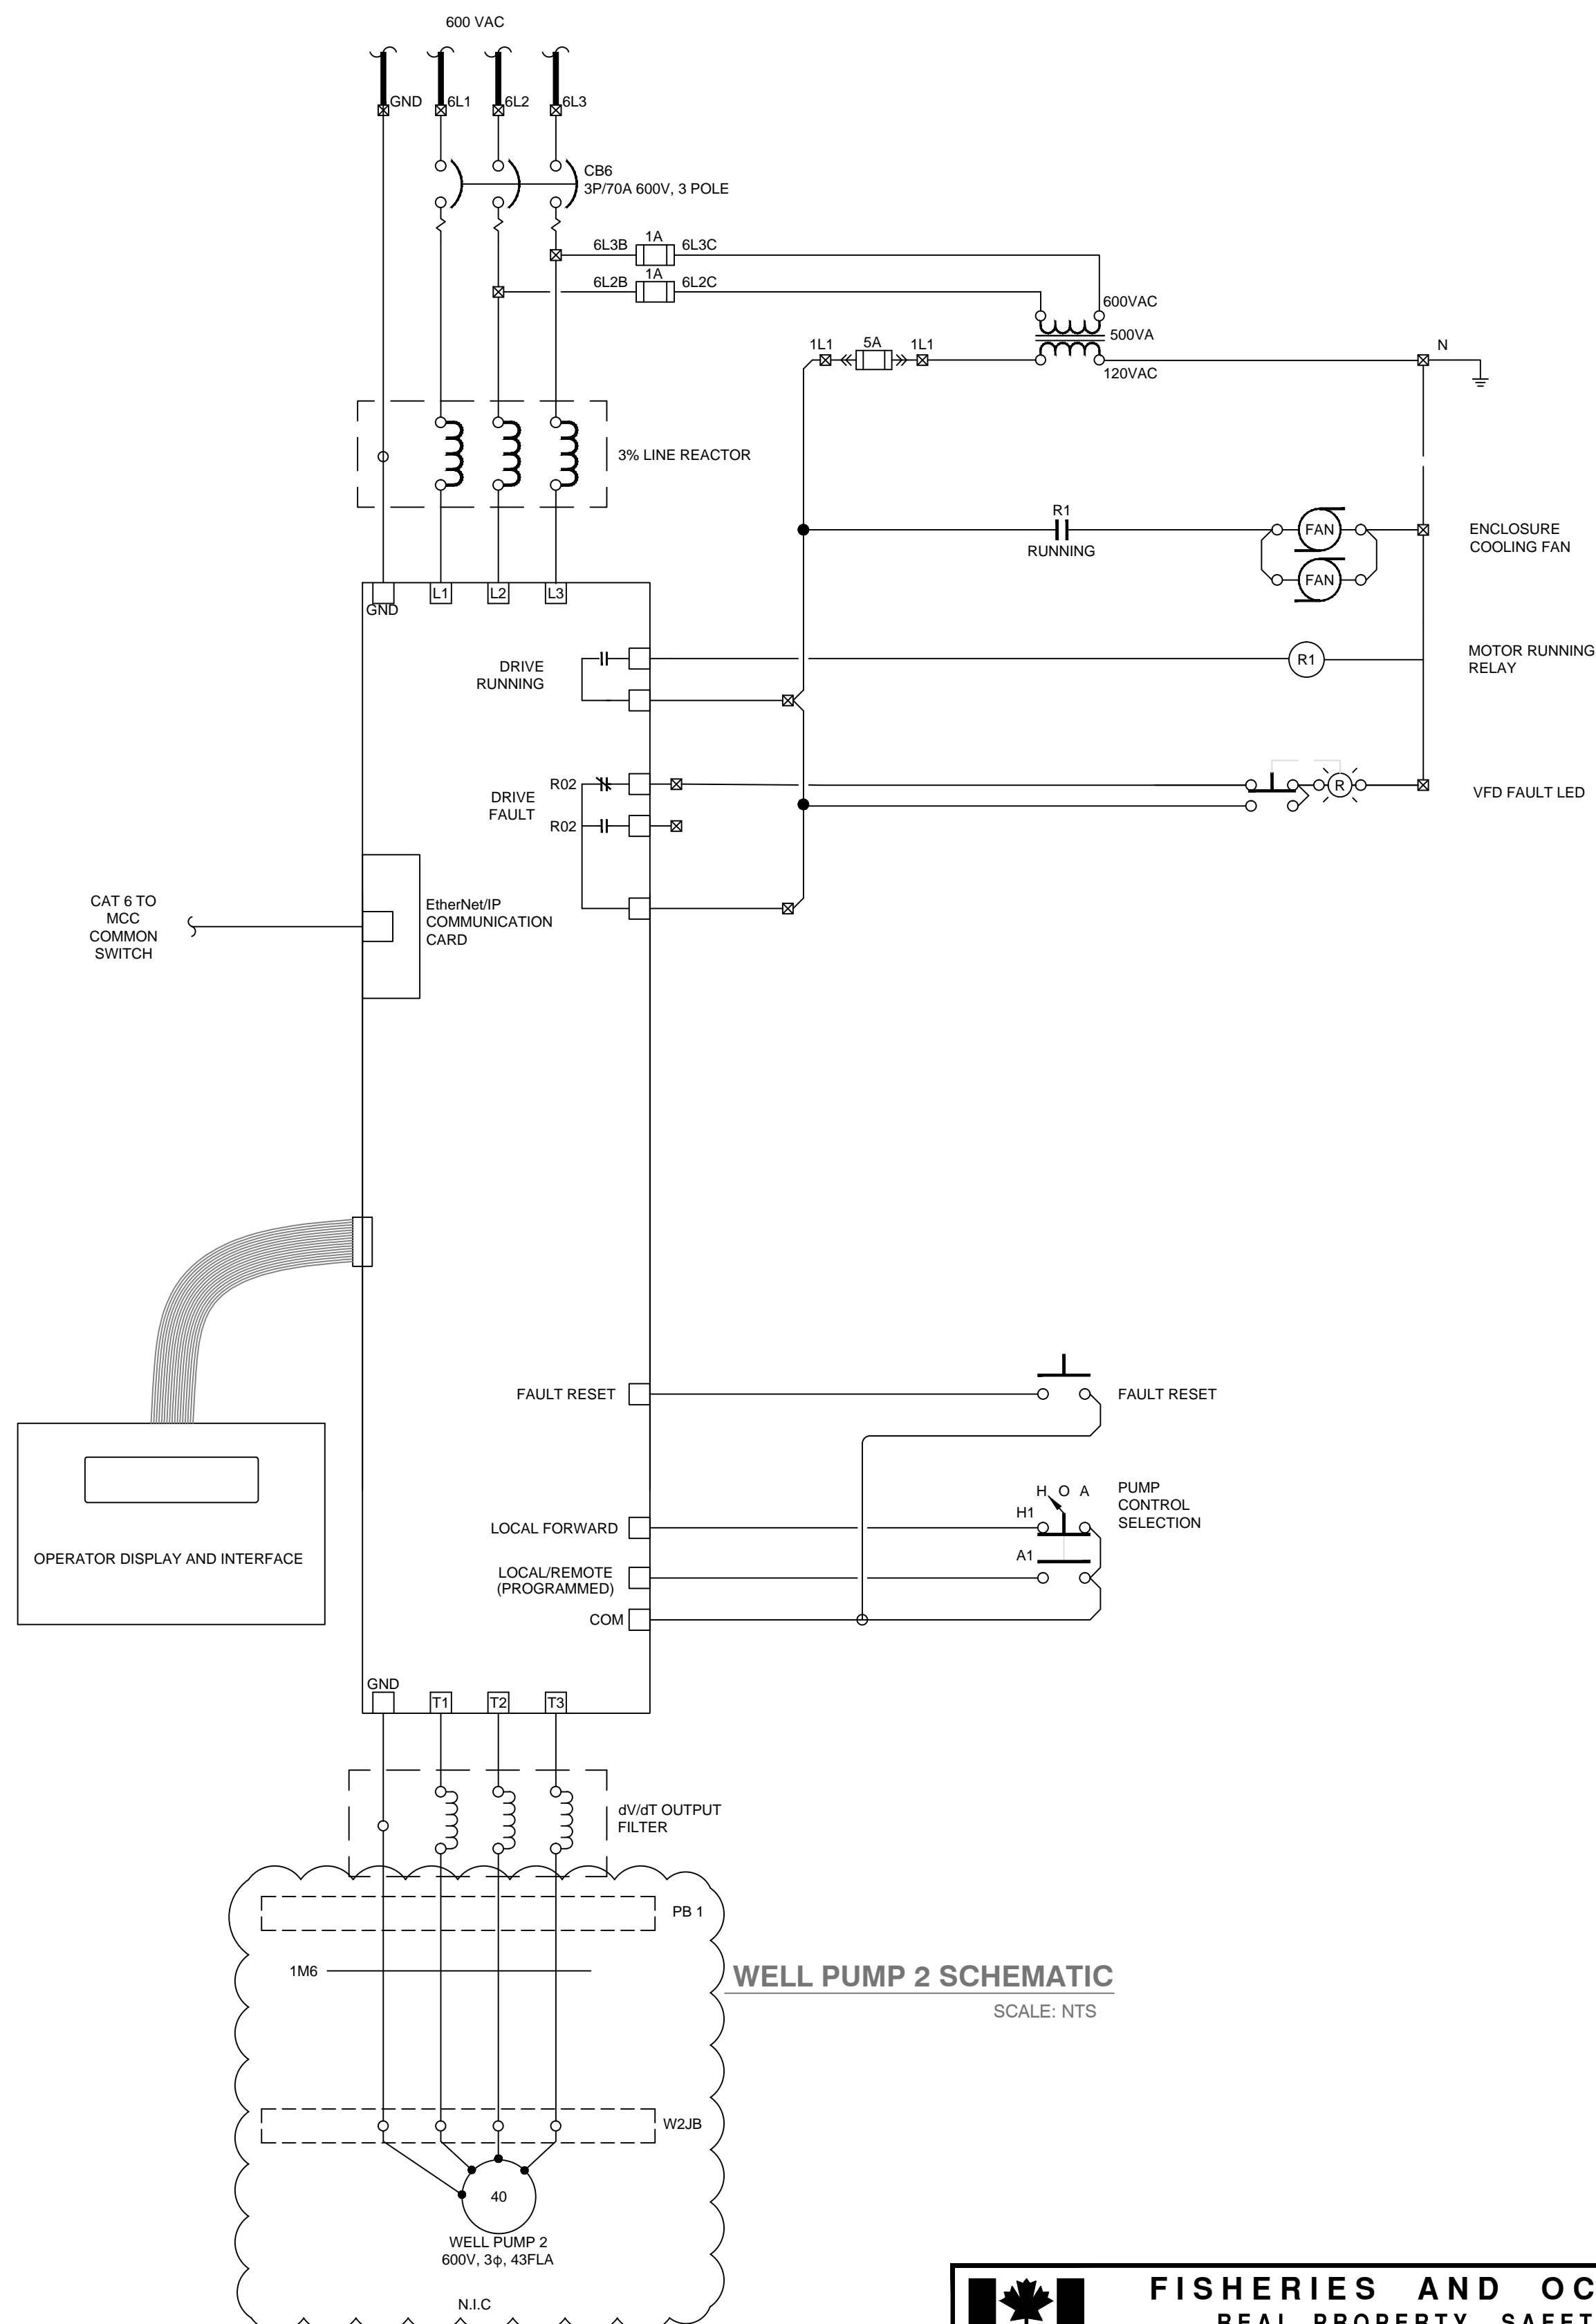 600 VAC
GND
6L1
6L2
6L3
CB6
3P/70A 600V, 3 POLE
6L3B
1A
6L3C
6L2B
1A
6L2C
600VAC
500VA
120VAC
1L1
5A
1L1
N
3% LINE REACTOR
R1
RUNNING
FAN
FAN
ENCLOSURE
COOLING FAN
GND
L1
L2
L3
DRIVE
RUNNING
R1
MOTOR RUNNING
RELAY
R02
DRIVE
FAULT
R02
R
VFD FAULT LED
CAT 6 TO
MCC
COMMON
SWITCH
EtherNet/IP
COMMUNICATION
CARD
FAULT RESET
FAULT RESET
H O A
PUMP
CONTROL
SELECTION
H1
LOCAL FORWARD
A1
LOCAL/REMOTE
(PROGRAMMED)
COM
OPERATOR DISPLAY AND INTERFACE
GND
T1
T2
T3
dV/dT OUTPUT
FILTER
PB 1
1M6
WELL PUMP 2 SCHEMATIC
SCALE: NTS
W2JB
40
WELL PUMP 2
600V, 3ϕ, 43FLA
N.I.C
FISHERIES AND OC
REAL PROPERTY SAFET